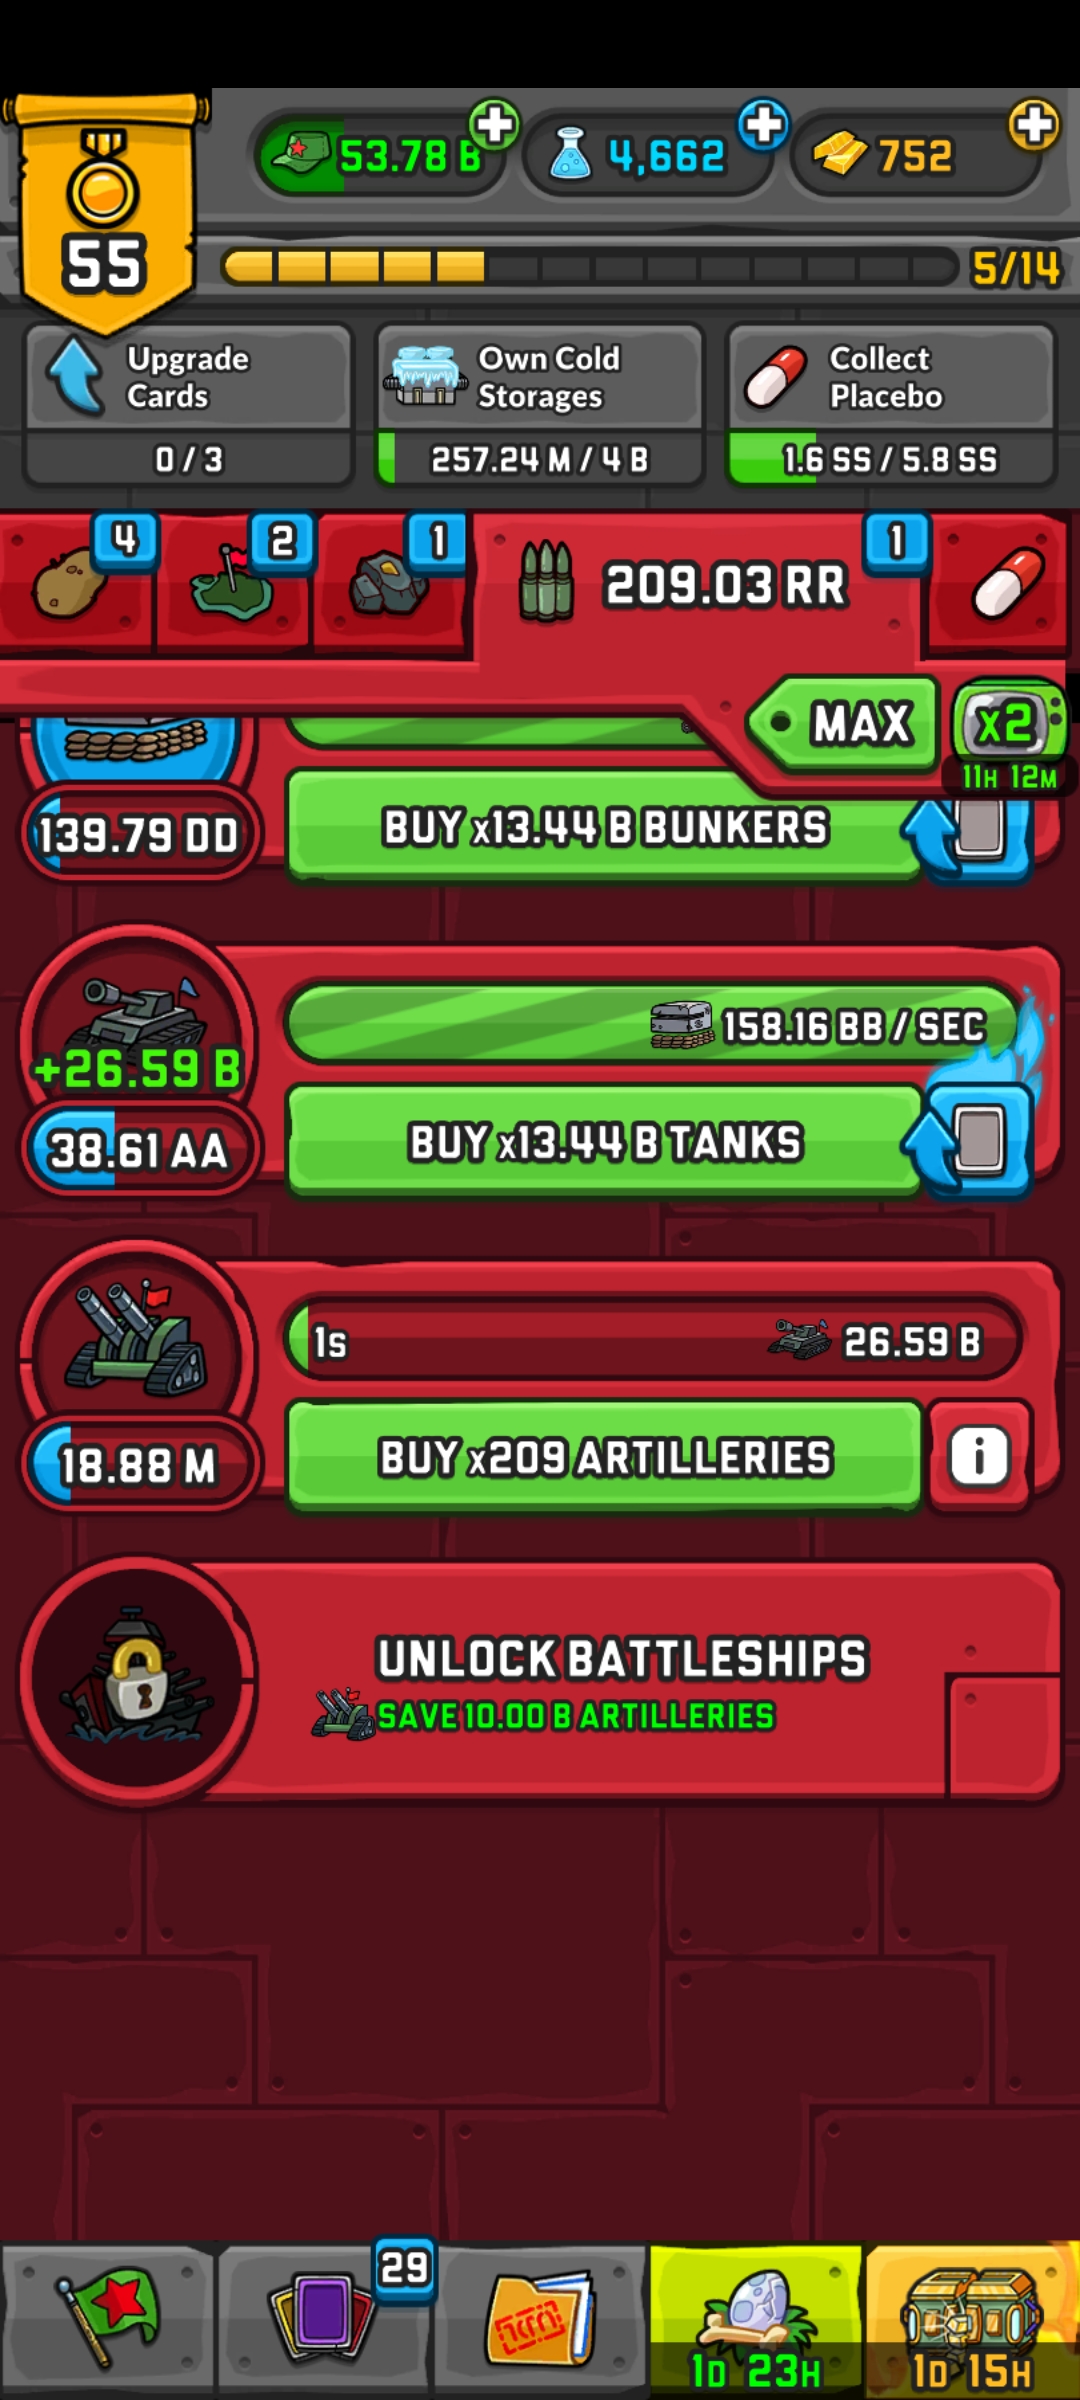 53.78 B
4,662
752
55
5/14
Upgrade
Cards
0 / 3
Own Cold
Storages
257.24 M / 4 B
Collect
Placebo
1.6 SS / 5.8 SS
4
2
1
209.03 RR
1
MAX
X2
11H 12M
139.79 DD
BUY x13.44 B BUNKERS
+26.59 B
158.16 BB / SEC
38.61 AA
BUY x13.44 B TANKS
1S
26.59 B
18.88 M
BUY x209 ARTILLERIES
i
UNLOCK BATTLESHIPS
SAVE 10.00 B ARTILLERIES
29
1D 23H
1D 15H